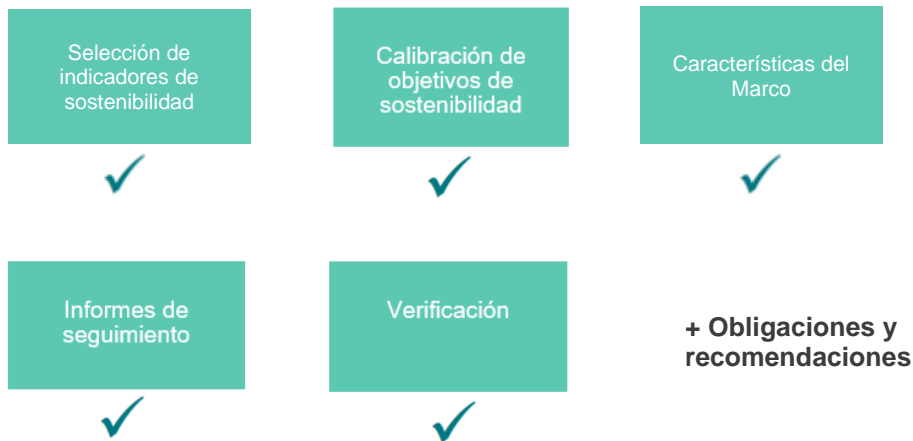 Selección de
indicadores de
sostenibilidad
Calibración de
objetivos de
sostenibilidad
Características del
Marco
Informes de
seguimiento
Verificación
+ Obligaciones y
recomendaciones